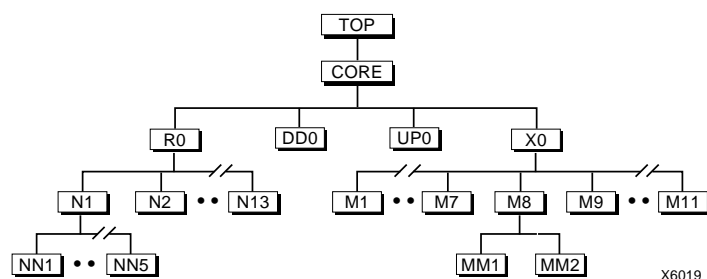 TOP
CORE
R0 DD0 UP0 X0
N1 N2 •• N13 M1 •• M7 M8 M9 •• M11
NN1 •• NN5 MM1 MM2
X6019